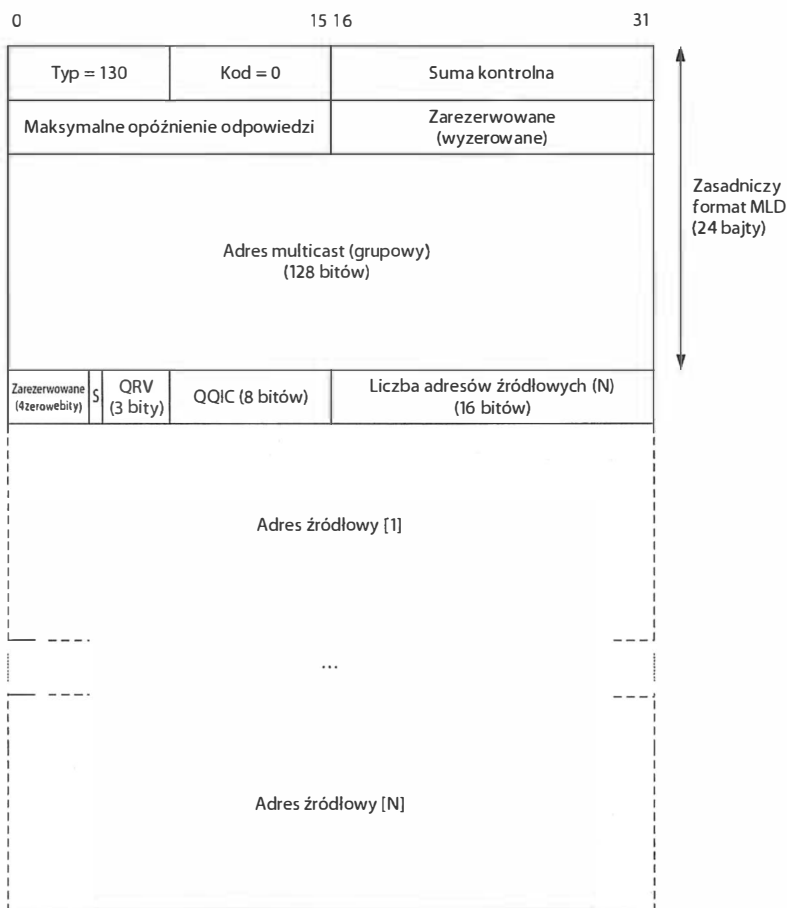 0 15 16 31
Typ = 130 Kod = 0 Suma kontrolna
Maksymalne opóźnienie odpowiedzi Zarezerwowane
(wyzerowane)
Zasadniczy
format MLD
(24 bajty)
Adres multicast (grupowy)
(128 bitów)
Zarezerwowane
(4zerowebity)
S
QRV
(3 bity)
QQIC (8 bitów)
Liczba adresów źródłowych (N)
(16 bitów)
Adres źródłowy [1]
...
Adres źródłowy [N]